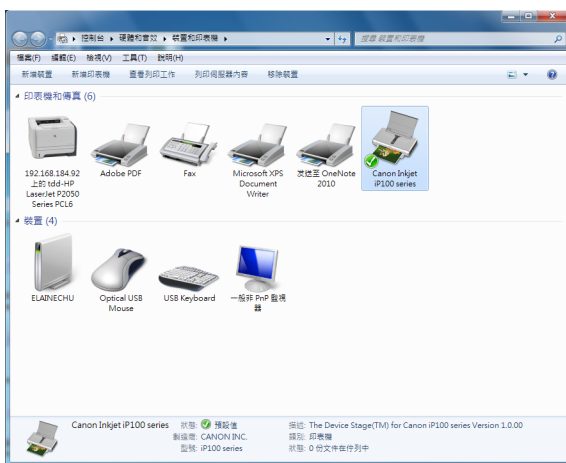 控制台 ▸ 硬體和音效 ▸ 裝置和印表機
搜尋 裝置和印表機
檔案(F) 編輯(E) 檢視(V) 工具(T) 說明(H)
新增裝置 新增印表機 查看列印工作 列印伺服器內容 移除裝置
印表機和傳真 (6)
192.168.184.92
上的 tdd-HP
LaserJet P2050
Series PCL6
Adobe PDF
Fax
Microsoft XPS
Document
Writer
发送至 OneNote
2010
Canon Inkjet
iP100 series
裝置 (4)
ELAINECHU
Optical USB
Mouse
USB Keyboard
一般非 PnP 監視
器
Canon Inkjet iP100 series 狀態: 預設值 描述: The Device Stage(TM) for Canon iP100 series Version 1.0.00
製造商: CANON INC. 類別: 印表機
型號: iP100 series 狀態: 0 份文件在佇列中